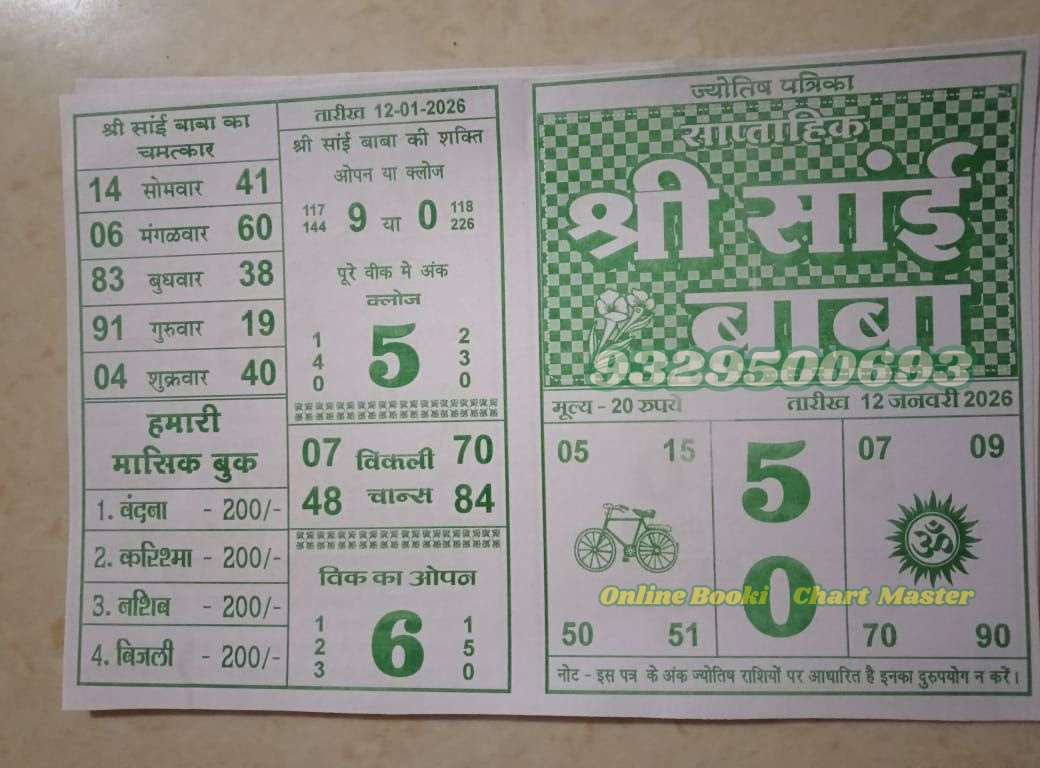 श्री सांई बाबा का
चमत्कार
14 सोमवार 41
06 मंगळवार 60
83 बुधवार 38
91 गुरुवार 19
04 शुक्रवार 40
हमारी
मासिक बुक
1. वंदना - 200/-
2. करिश्मा - 200/-
3. नशिब - 200/-
4. बिजली - 200/-
तारीख 12-01-2026
श्री सांई बाबा की शक्ति
ओपन या क्लोज
117 144 9 या 0 118 226
पूरे वीक मे अंक
क्लोज
1 4 0 5 2 3 0
07 विकली 70
48 चान्स 84
विक का ओपन
1 2 3 6 1 5 0
ज्योतिष पत्रिका
साप्ताहिक
श्री सांई
बाबा
9329500693
मूल्य - 20 रुपये तारीख 12 जनवरी 2026
05 15 5 07 09
ॐ
0
Online Booki Chart Master
50 51 70 90
नोट - इस पत्र के अंक ज्योतिष राशियों पर आधारित है इनका दुरुपयोग न करें।